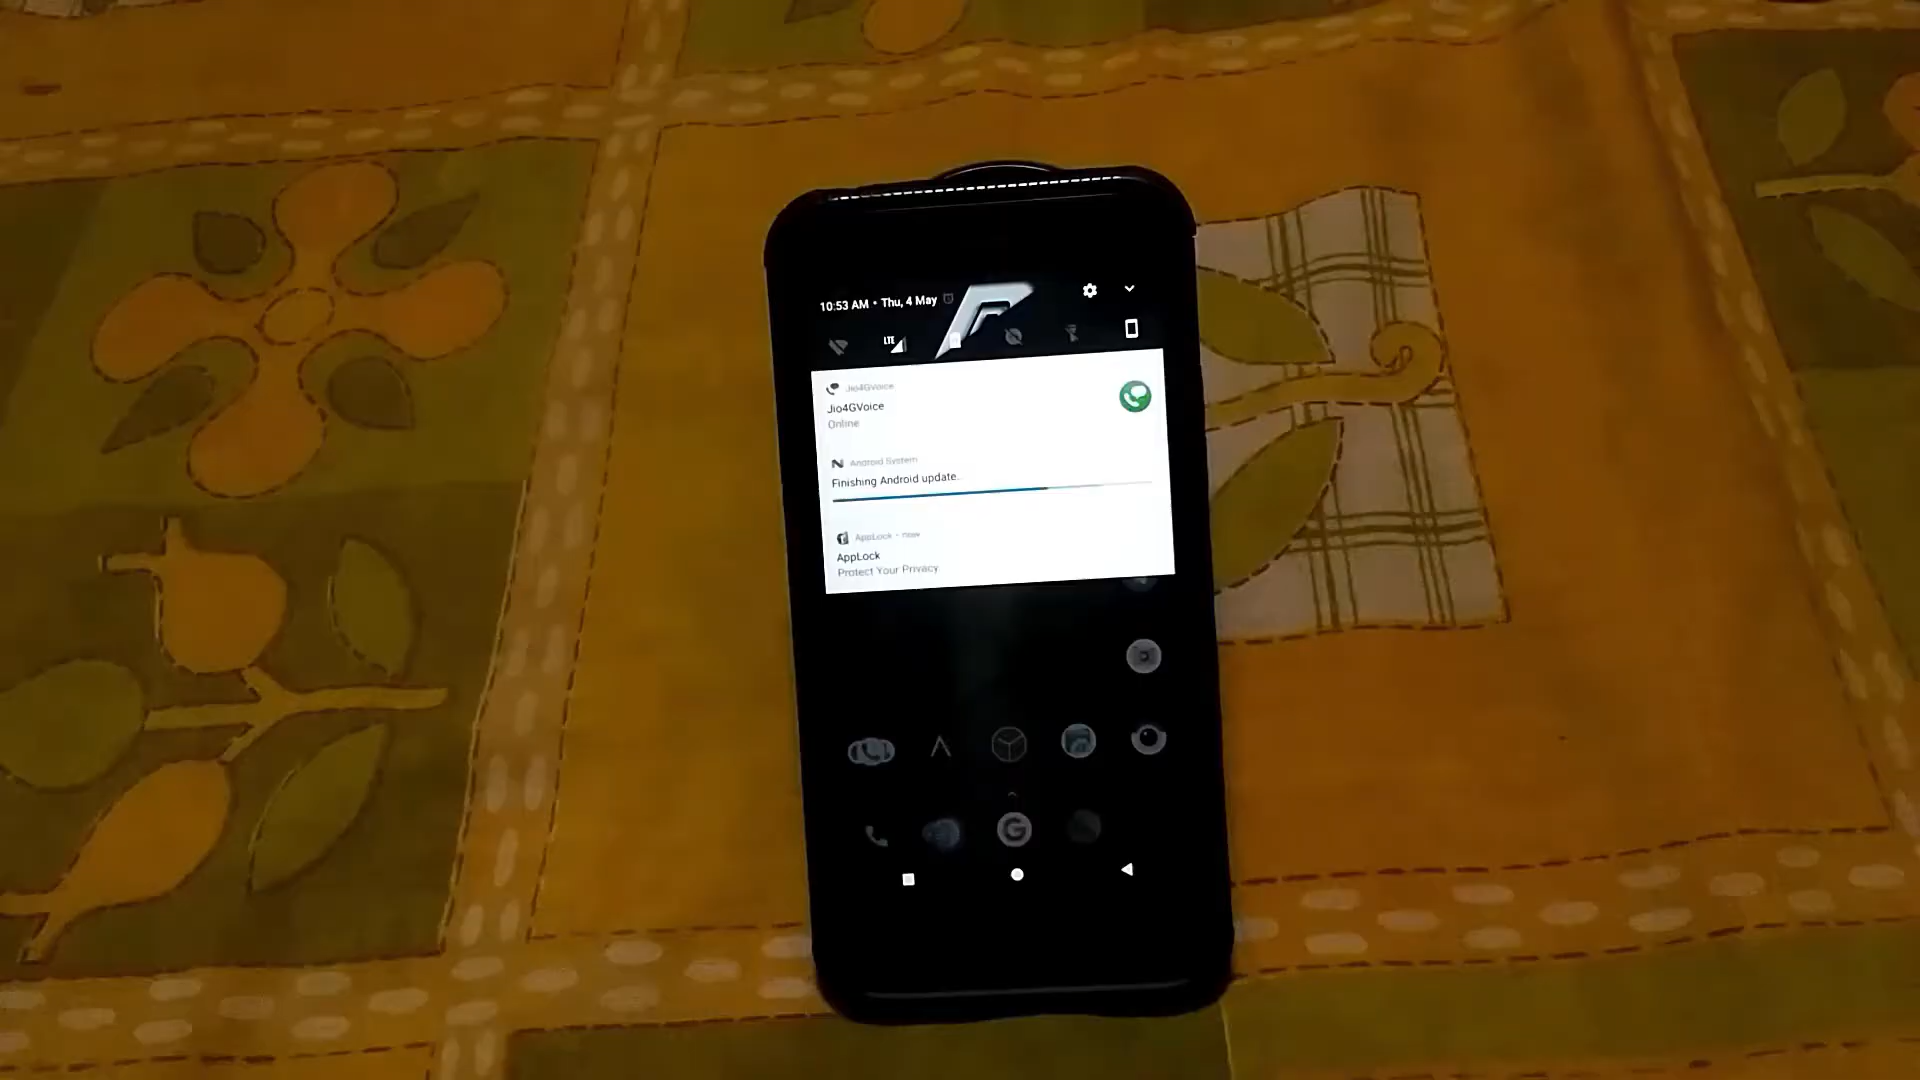 10:53 AM • Thu, 4 May
LTE
Jio4GVoice
Jio4GVoice
Online
Android System
Finishing Android update..
AppLock • now
AppLock
Protect Your Privacy
G